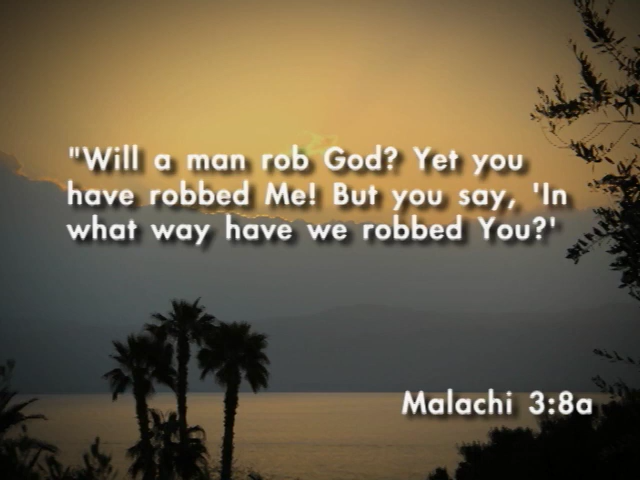 "Will a man rob God? Yet you
have robbed Me! But you say, 'In
what way have we robbed You?'
Malachi 3:8a